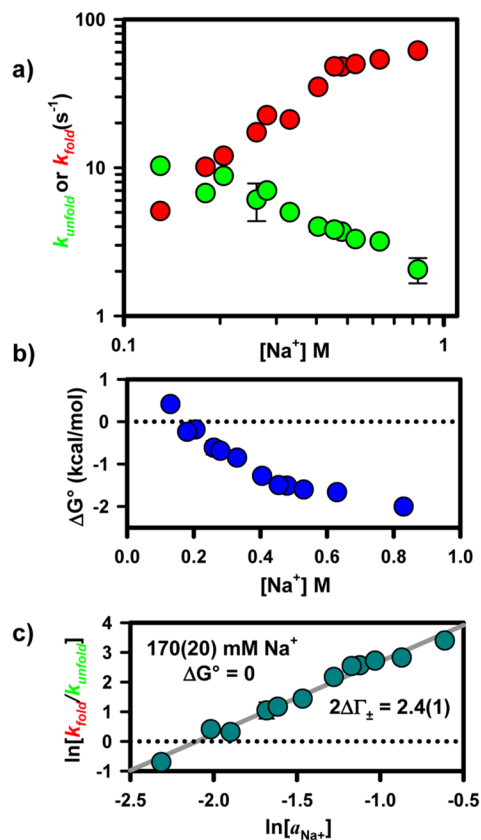 a)
100
10
1
k_unfold or k_fold(s⁻¹)
0.1
1
[Na⁺] M
b)
1
0
-1
-2
ΔG° (kcal/mol)
0.0
0.2
0.4
0.6
0.8
1.0
[Na⁺] M
c)
4
3
2
1
0
-1
ln[k_fold/k_unfold]
170(20) mM Na⁺
ΔG° = 0
2ΔΓ± = 2.4(1)
-2.5
-2.0
-1.5
-1.0
-0.5
ln[a_Na+]